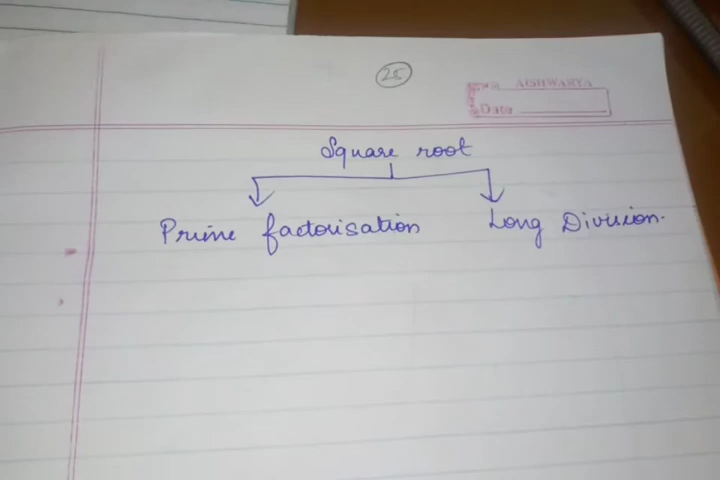 25
AISHWARYA
Date
Square root
Prime factorisation Long Division.